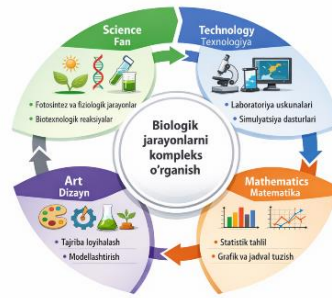 Science
Fan
• Fotosintez va fiziologik jarayonlar
• Biotexnologik reaksiyalar
Technology
Texnologiya
• Laboratoriya uskunalari
• Simulyatsiya dasturlari
Biologik
jarayonlarni
kompleks
o'rganish
Art
Dizayn
• Tajriba loyihalash
• Modellashtirish
Mathematics
Matematika
• Statistik tahlil
• Grafik va jadval tuzish